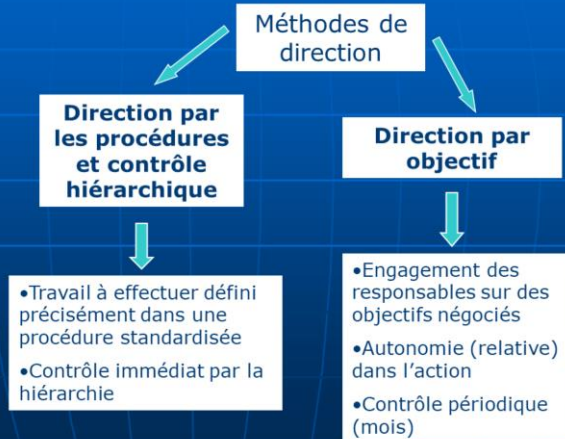 Méthodes de
direction
Direction par
les procédures
et contrôle
hiérarchique
•Travail à effectuer défini
précisément dans une
procédure standardisée
•Contrôle immédiat par la
hiérarchie
Direction par
objectif
•Engagement des
responsables sur des
objectifs négociés
•Autonomie (relative)
dans l'action
•Contrôle périodique
(mois)